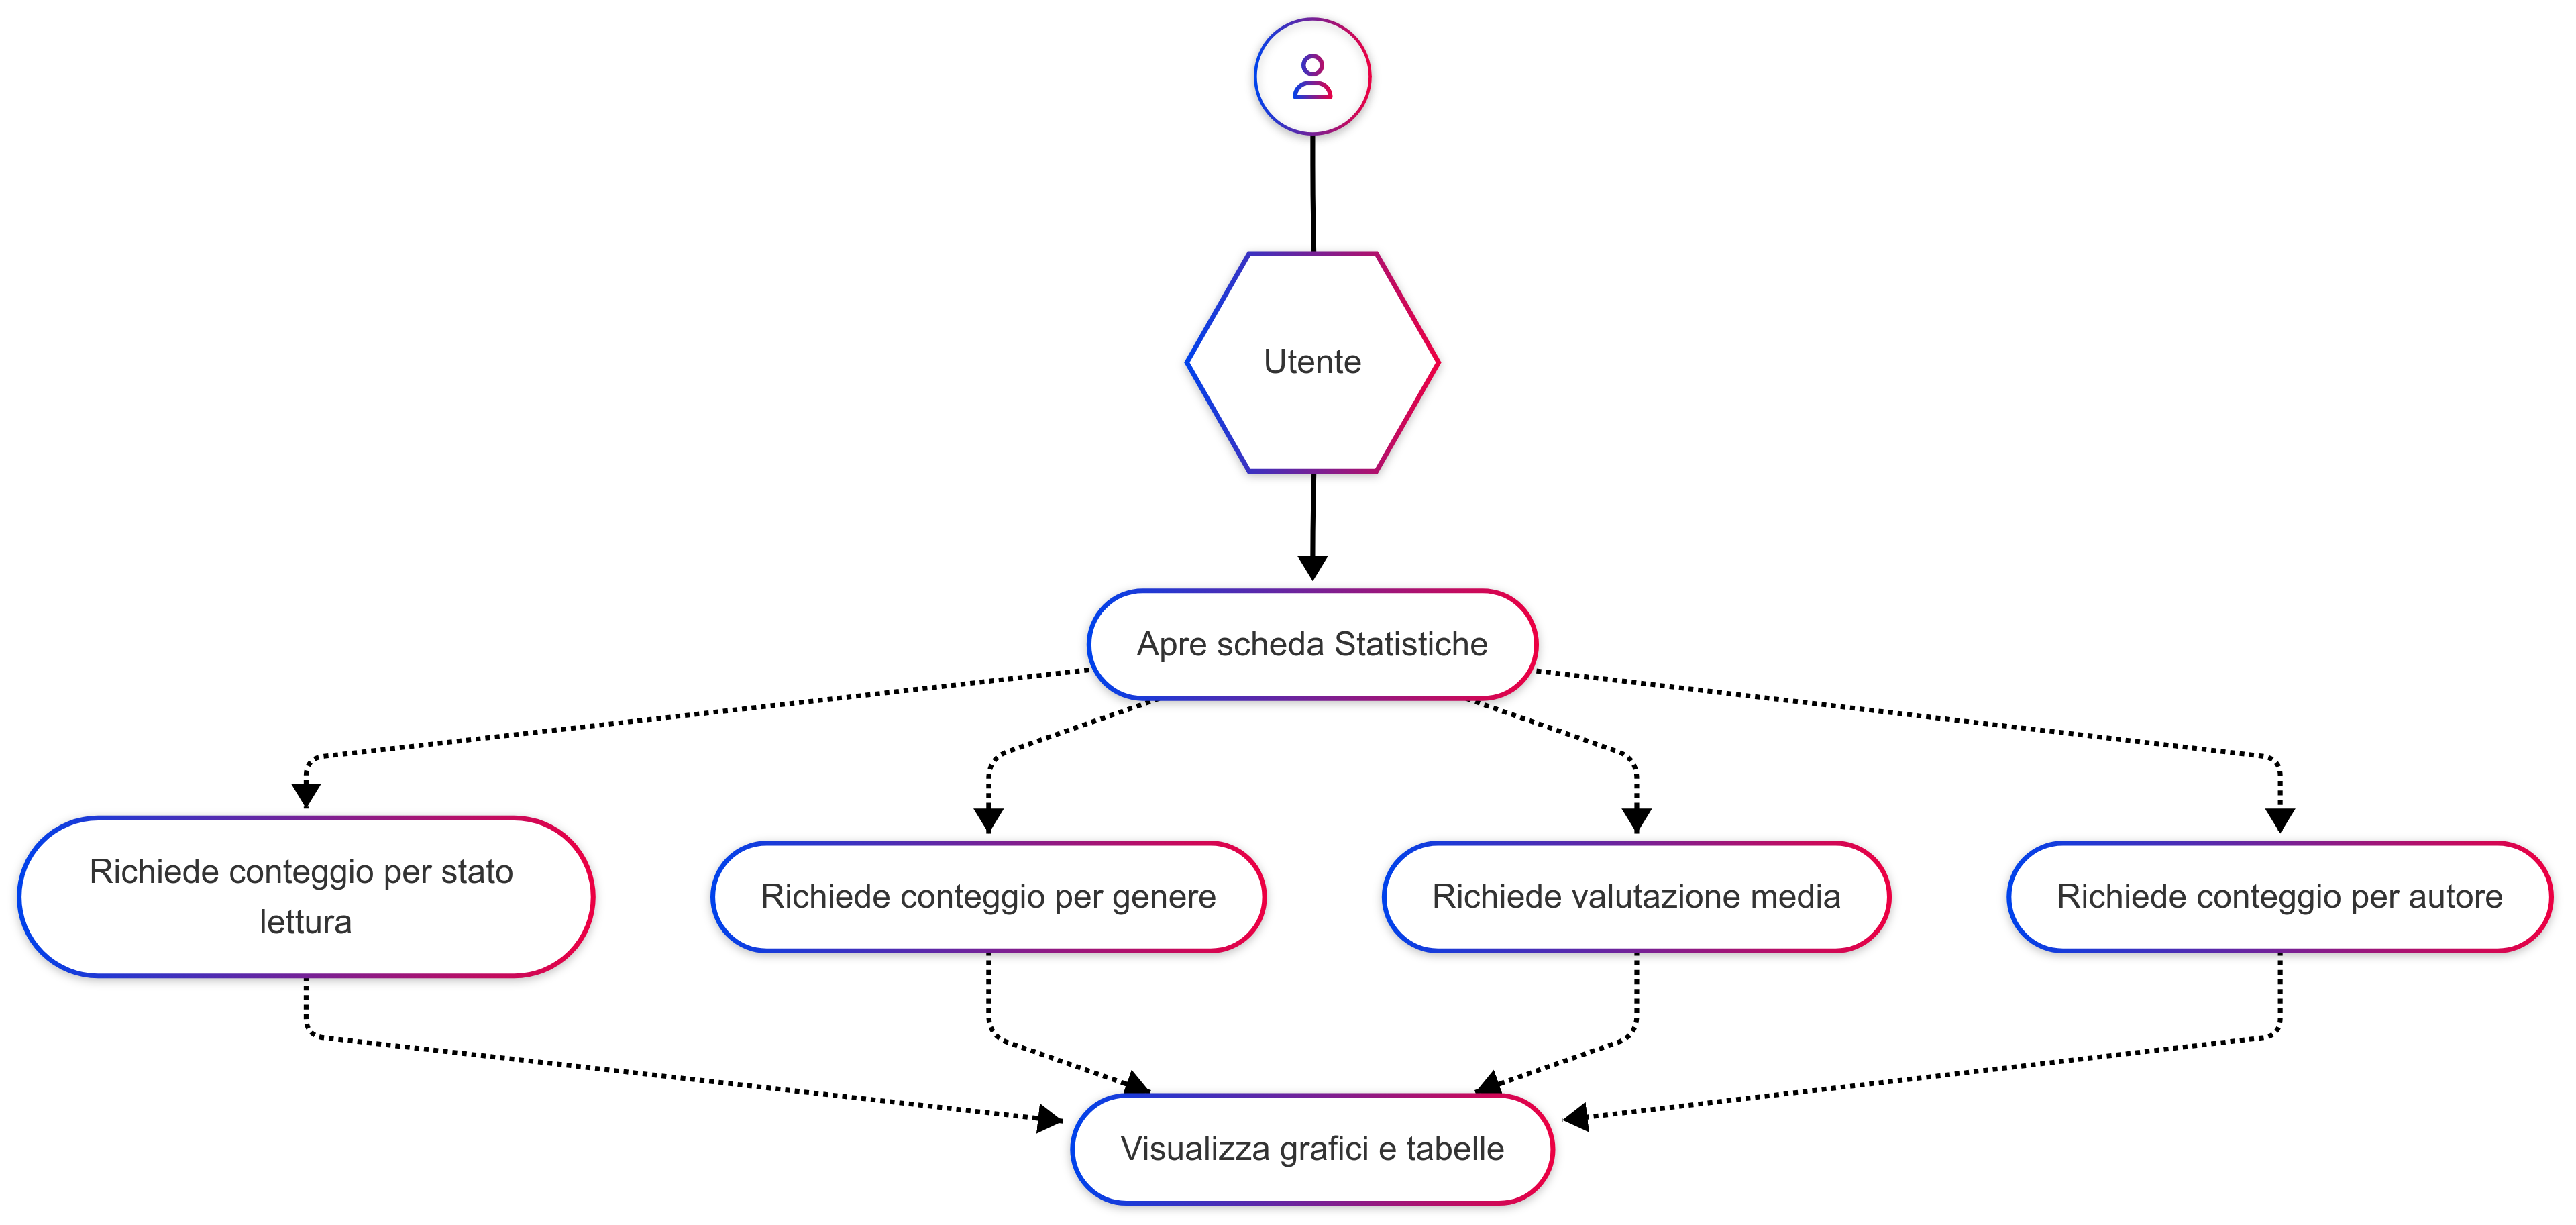 Utente
Apre scheda Statistiche
Richiede conteggio per stato
lettura
Richiede conteggio per genere
Richiede valutazione media
Richiede conteggio per autore
Visualizza grafici e tabelle